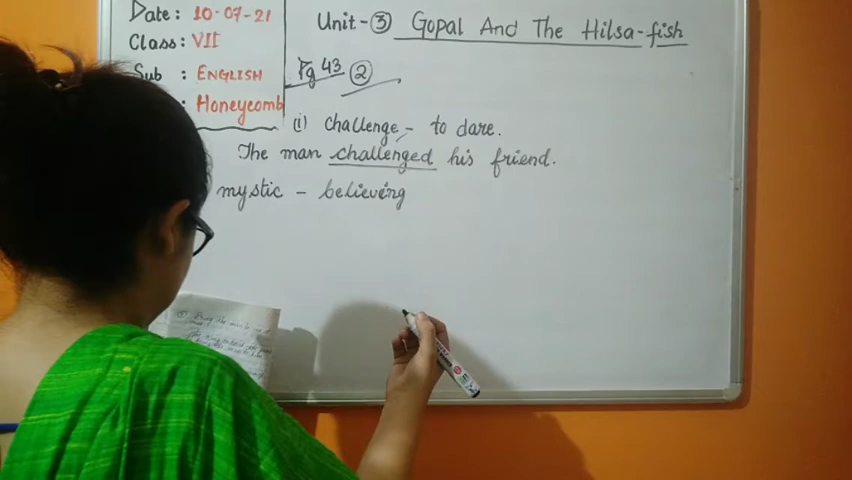 Date: 10-07-21
Class: VII
Sub : ENGLISH
: Honeycomb
Unit-③ Gopal And The Hilsa-fish
Pg 43 ②
(i) Challenge - to dare.
The man challenged his friend.
mystic - believing